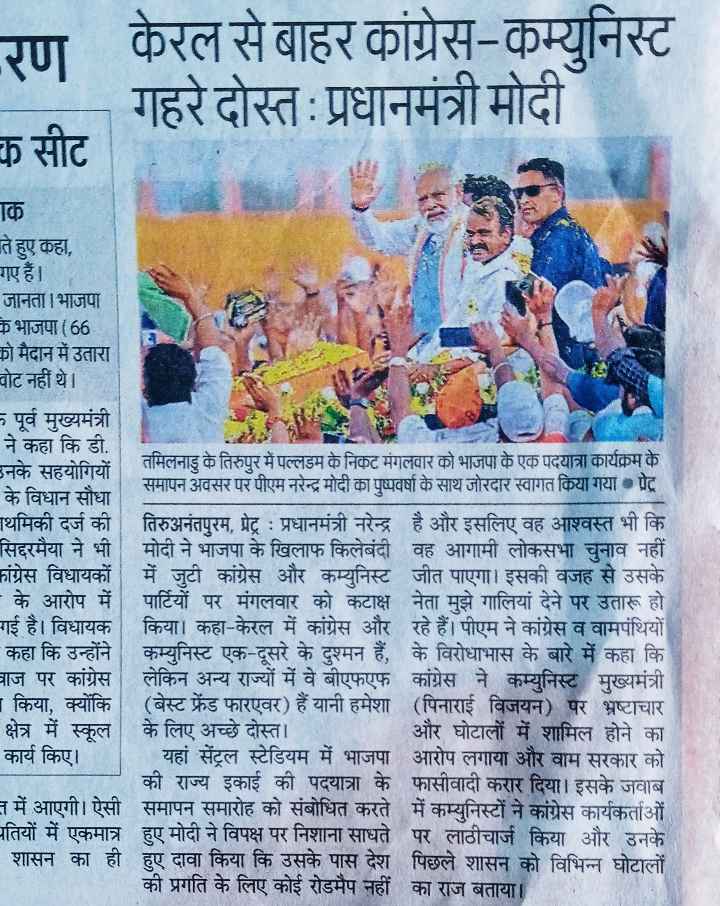 रण
क सीट
ाक
ते हुए कहा,
गए हैं।
जानता। भाजपा
के भाजपा (66
को मैदान में उतारा
वोट नहीं थे।
पूर्व मुख्यमंत्री
ने कहा कि डी.
उनके सहयोगियों
के विधान सौधा
ाथमिकी दर्ज की
सिद्दरमैया ने भी
कांग्रेस विधायकों
के आरोप में
गई है। विधायक
कहा कि उन्होंने
वाज पर कांग्रेस
किया, क्योंकि
क्षेत्र में स्कूल
कार्य किए।
त में आएगी। ऐसी
प्रतियों में एकमात्र
शासन का ही
केरल से बाहर कांग्रेस-कम्युनिस्ट
गहरे दोस्त : प्रधानमंत्री मोदी
तमिलनाडु के तिरुपुर में पल्लडम के निकट मंगलवार को भाजपा के एक पदयात्रा कार्यक्रम के
समापन अवसर पर पीएम नरेन्द्र मोदी का पुष्पवर्षा के साथ जोरदार स्वागत किया गया ● प्रेट्र
तिरुअनंतपुरम, प्रेट्र : प्रधानमंत्री नरेन्द्र
मोदी ने भाजपा के खिलाफ किलेबंदी
में जुटी कांग्रेस और कम्युनिस्ट
पार्टियों पर मंगलवार को कटाक्ष
किया। कहा-केरल में कांग्रेस और
कम्युनिस्ट एक-दूसरे के दुश्मन हैं,
लेकिन अन्य राज्यों में वे बीएफएफ
(बेस्ट फ्रेंड फारएवर) हैं यानी हमेशा
के लिए अच्छे दोस्त।
यहां सेंट्रल स्टेडियम में भाजपा
की राज्य इकाई की पदयात्रा के
समापन समारोह को संबोधित करते
हुए मोदी ने विपक्ष पर निशाना साधते
हुए दावा किया कि उसके पास देश
की प्रगति के लिए कोई रोडमैप नहीं
है और इसलिए वह आश्वस्त भी कि
वह आगामी लोकसभा चुनाव नहीं
जीत पाएगा। इसकी वजह से उसके
नेता मुझे गालियां देने पर उतारू हो
रहे हैं। पीएम ने कांग्रेस व वामपंथियों
के विरोधाभास के बारे में कहा कि
कांग्रेस ने कम्युनिस्ट मुख्यमंत्री
(पिनाराई विजयन) पर भ्रष्टाचार
और घोटालों में शामिल होने का
आरोप लगाया और वाम सरकार को
फासीवादी करार दिया। इसके जवाब
में कम्युनिस्टों ने कांग्रेस कार्यकर्ताओं
पर लाठीचार्ज किया और उनके
पिछले शासन को विभिन्न घोटालों
का राज बताया।